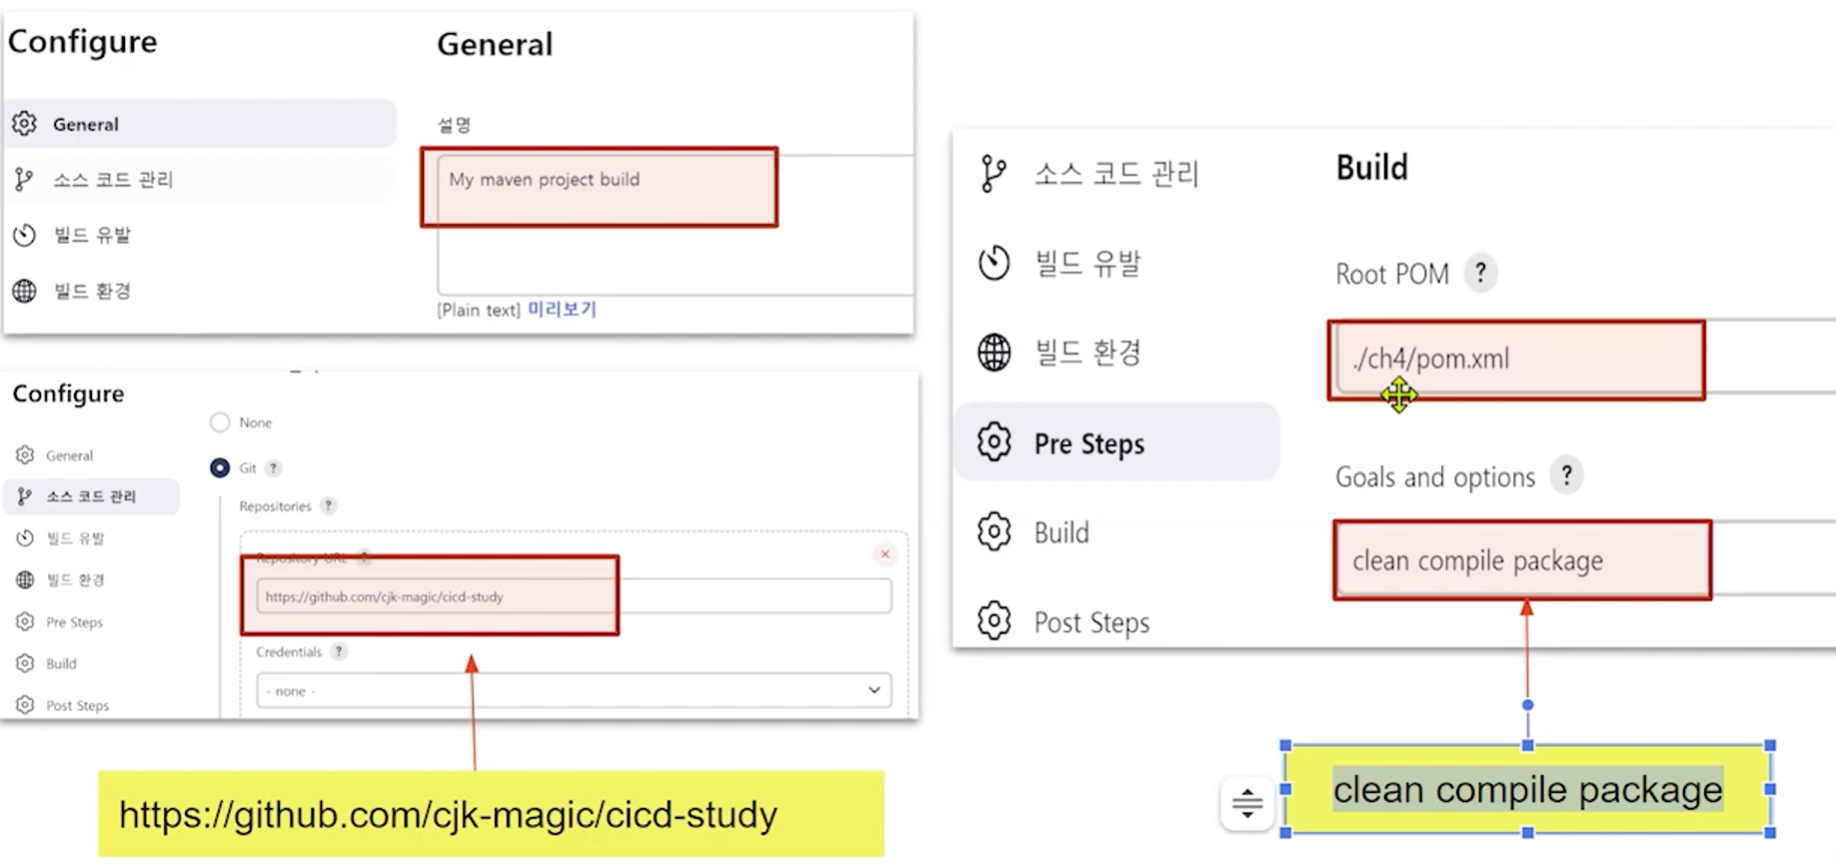 Configure
General
General
소스 코드 관리
빌드 유발
빌드 환경
설명
My maven project build
[Plain text] 미리보기
Configure
General
소스 코드 관리
빌드 유발
빌드 환경
Pre Steps
Build
Post Steps
None
Git ?
Repositories ?
Repository URL ?
https://github.com/cjk-magic/cicd-study
Credentials ?
- none -
https://github.com/cjk-magic/cicd-study
소스 코드 관리
빌드 유발
빌드 환경
Pre Steps
Build
Post Steps
Build
Root POM ?
./ch4/pom.xml
Goals and options ?
clean compile package
clean compile package